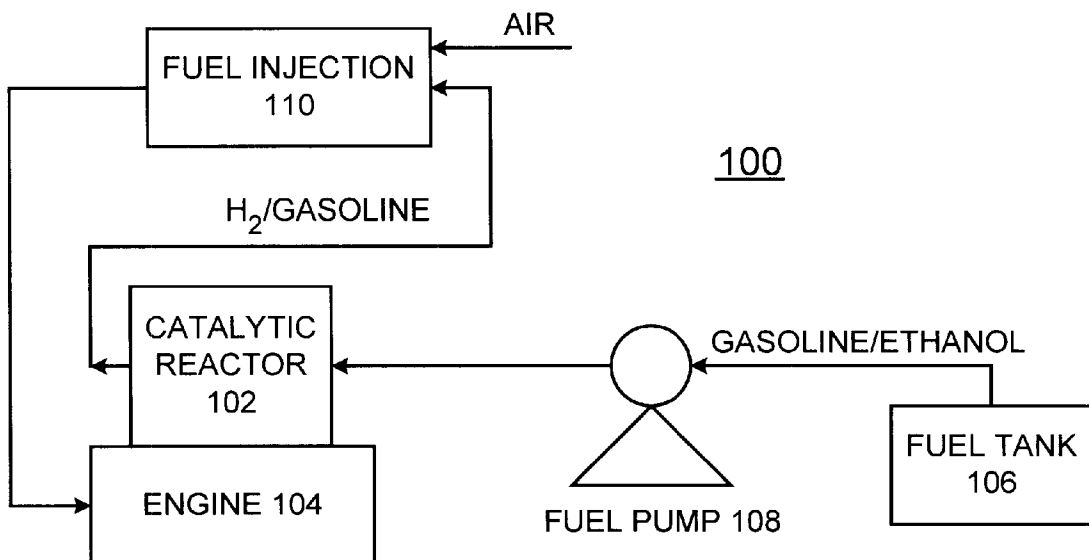 AIR
FUEL INJECTION
110
100
H₂/GASOLINE
CATALYTIC
REACTOR
102
GASOLINE/ETHANOL
FUEL TANK
106
ENGINE 104
FUEL PUMP 108